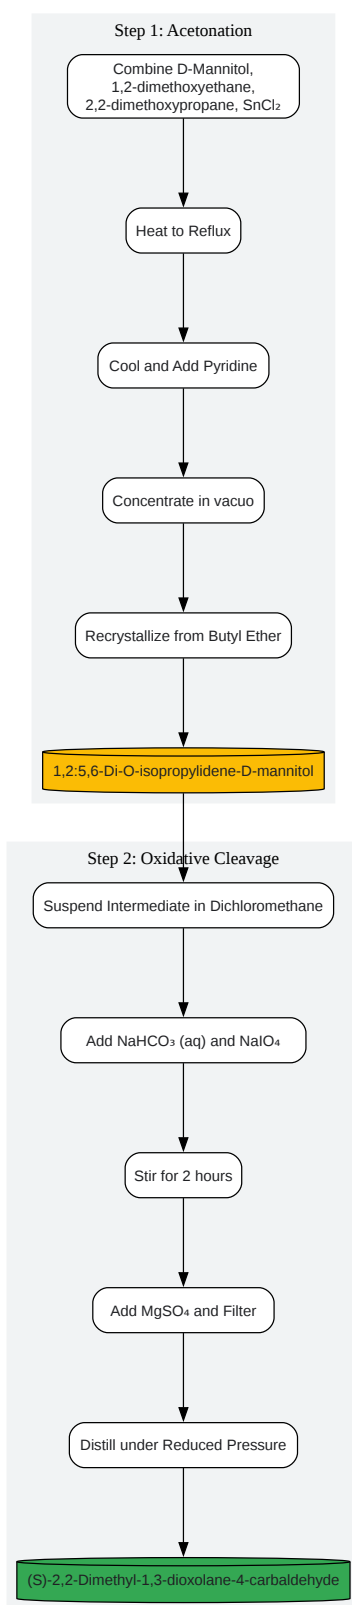 Step 1: Acetonation
Combine D-Mannitol,
1,2-dimethoxyethane,
2,2-dimethoxypropane, SnCl₂
Heat to Reflux
Cool and Add Pyridine
Concentrate in vacuo
Recrystallize from Butyl Ether
1,2:5,6-Di-O-isopropylidene-D-mannitol
Step 2: Oxidative Cleavage
Suspend Intermediate in Dichloromethane
Add NaHCO₃ (aq) and NaIO₄
Stir for 2 hours
Add MgSO₄ and Filter
Distill under Reduced Pressure
(S)-2,2-Dimethyl-1,3-dioxolane-4-carbaldehyde